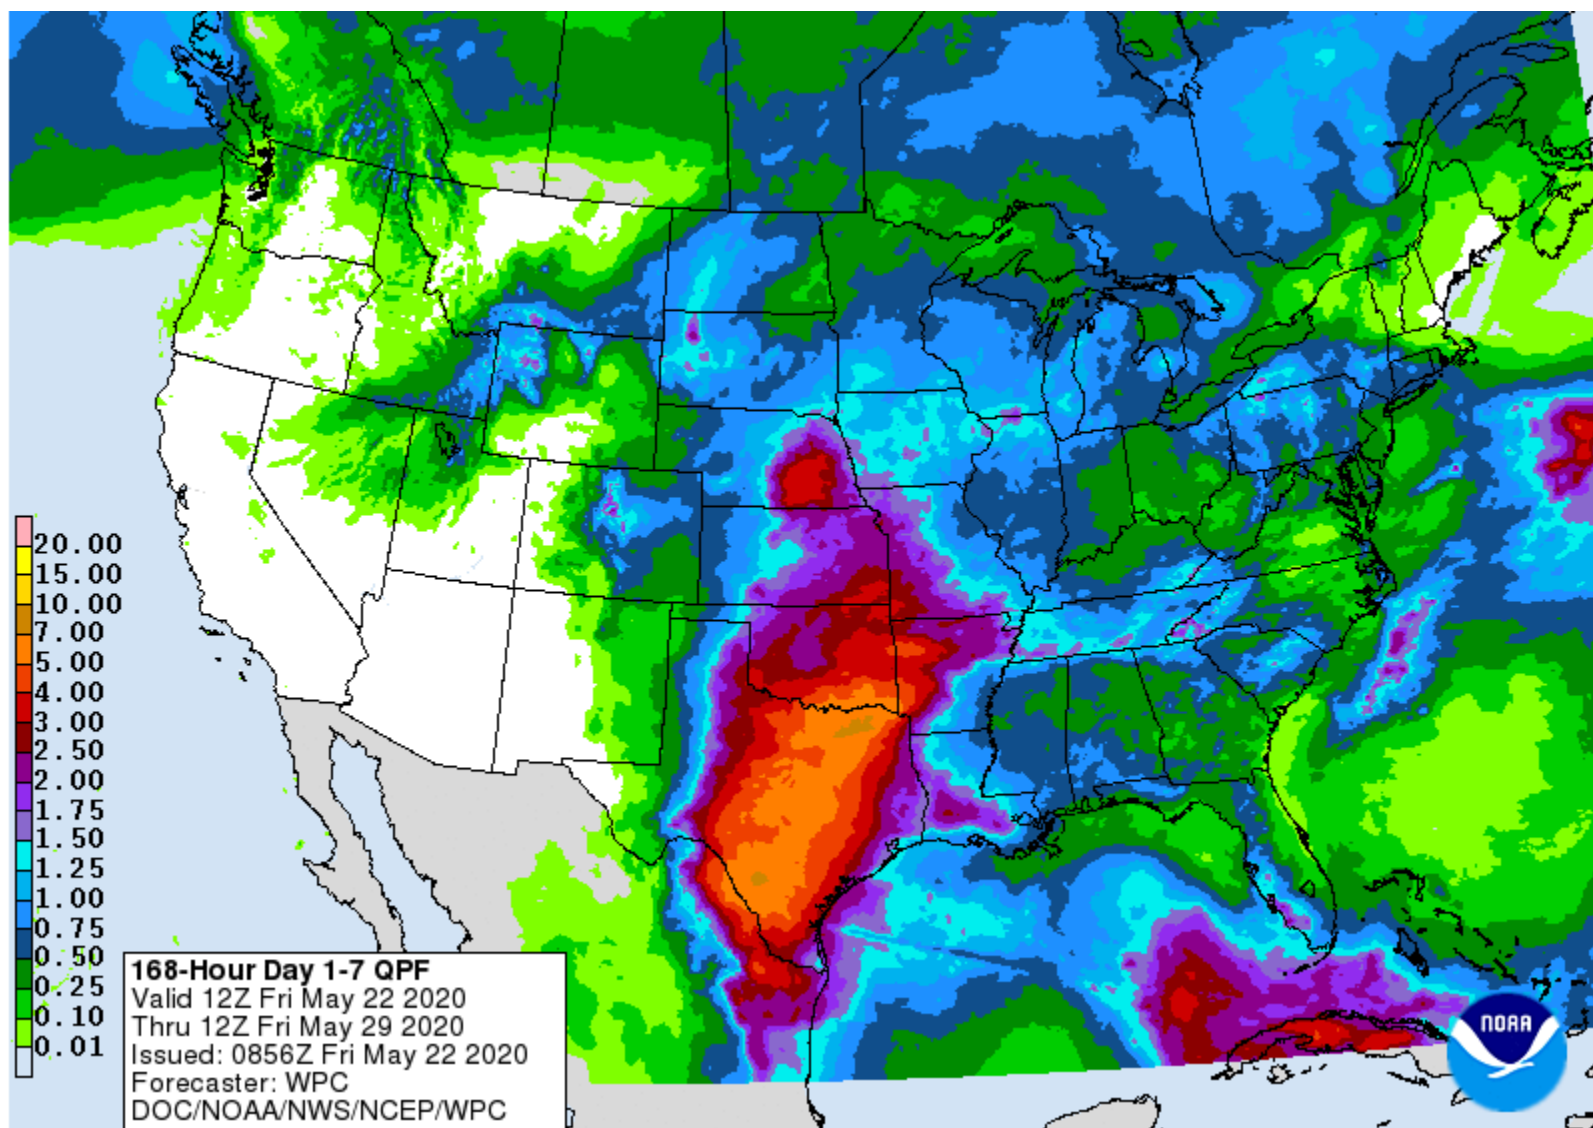 20.00
15.00
10.00
7.00
5.00
4.00
3.00
2.50
2.00
1.75
1.50
1.25
1.00
0.75
0.50
0.25
0.10
0.01
168-Hour Day 1-7 QPF
Valid 12Z Fri May 22 2020
Thru 12Z Fri May 29 2020
Issued: 0856Z Fri May 22 2020
Forecaster: WPC
DOC/NOAA/NWS/NCEP/WPC
NOAA